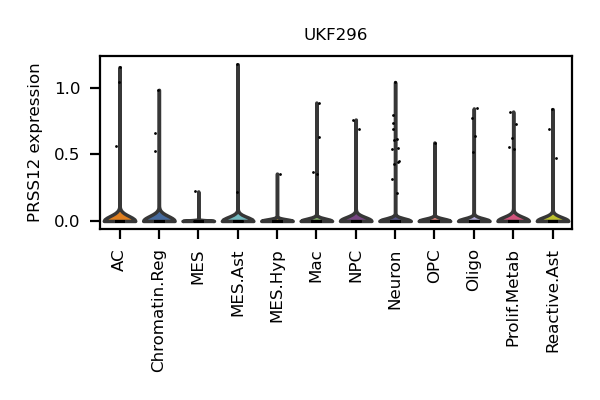 UKF296
PRSS12 expression
1.0
0.5
0.0
AC
Chromatin.Reg
MES
MES.Ast
MES.Hyp
Mac
NPC
Neuron
OPC
Oligo
Prolif.Metab
Reactive.Ast